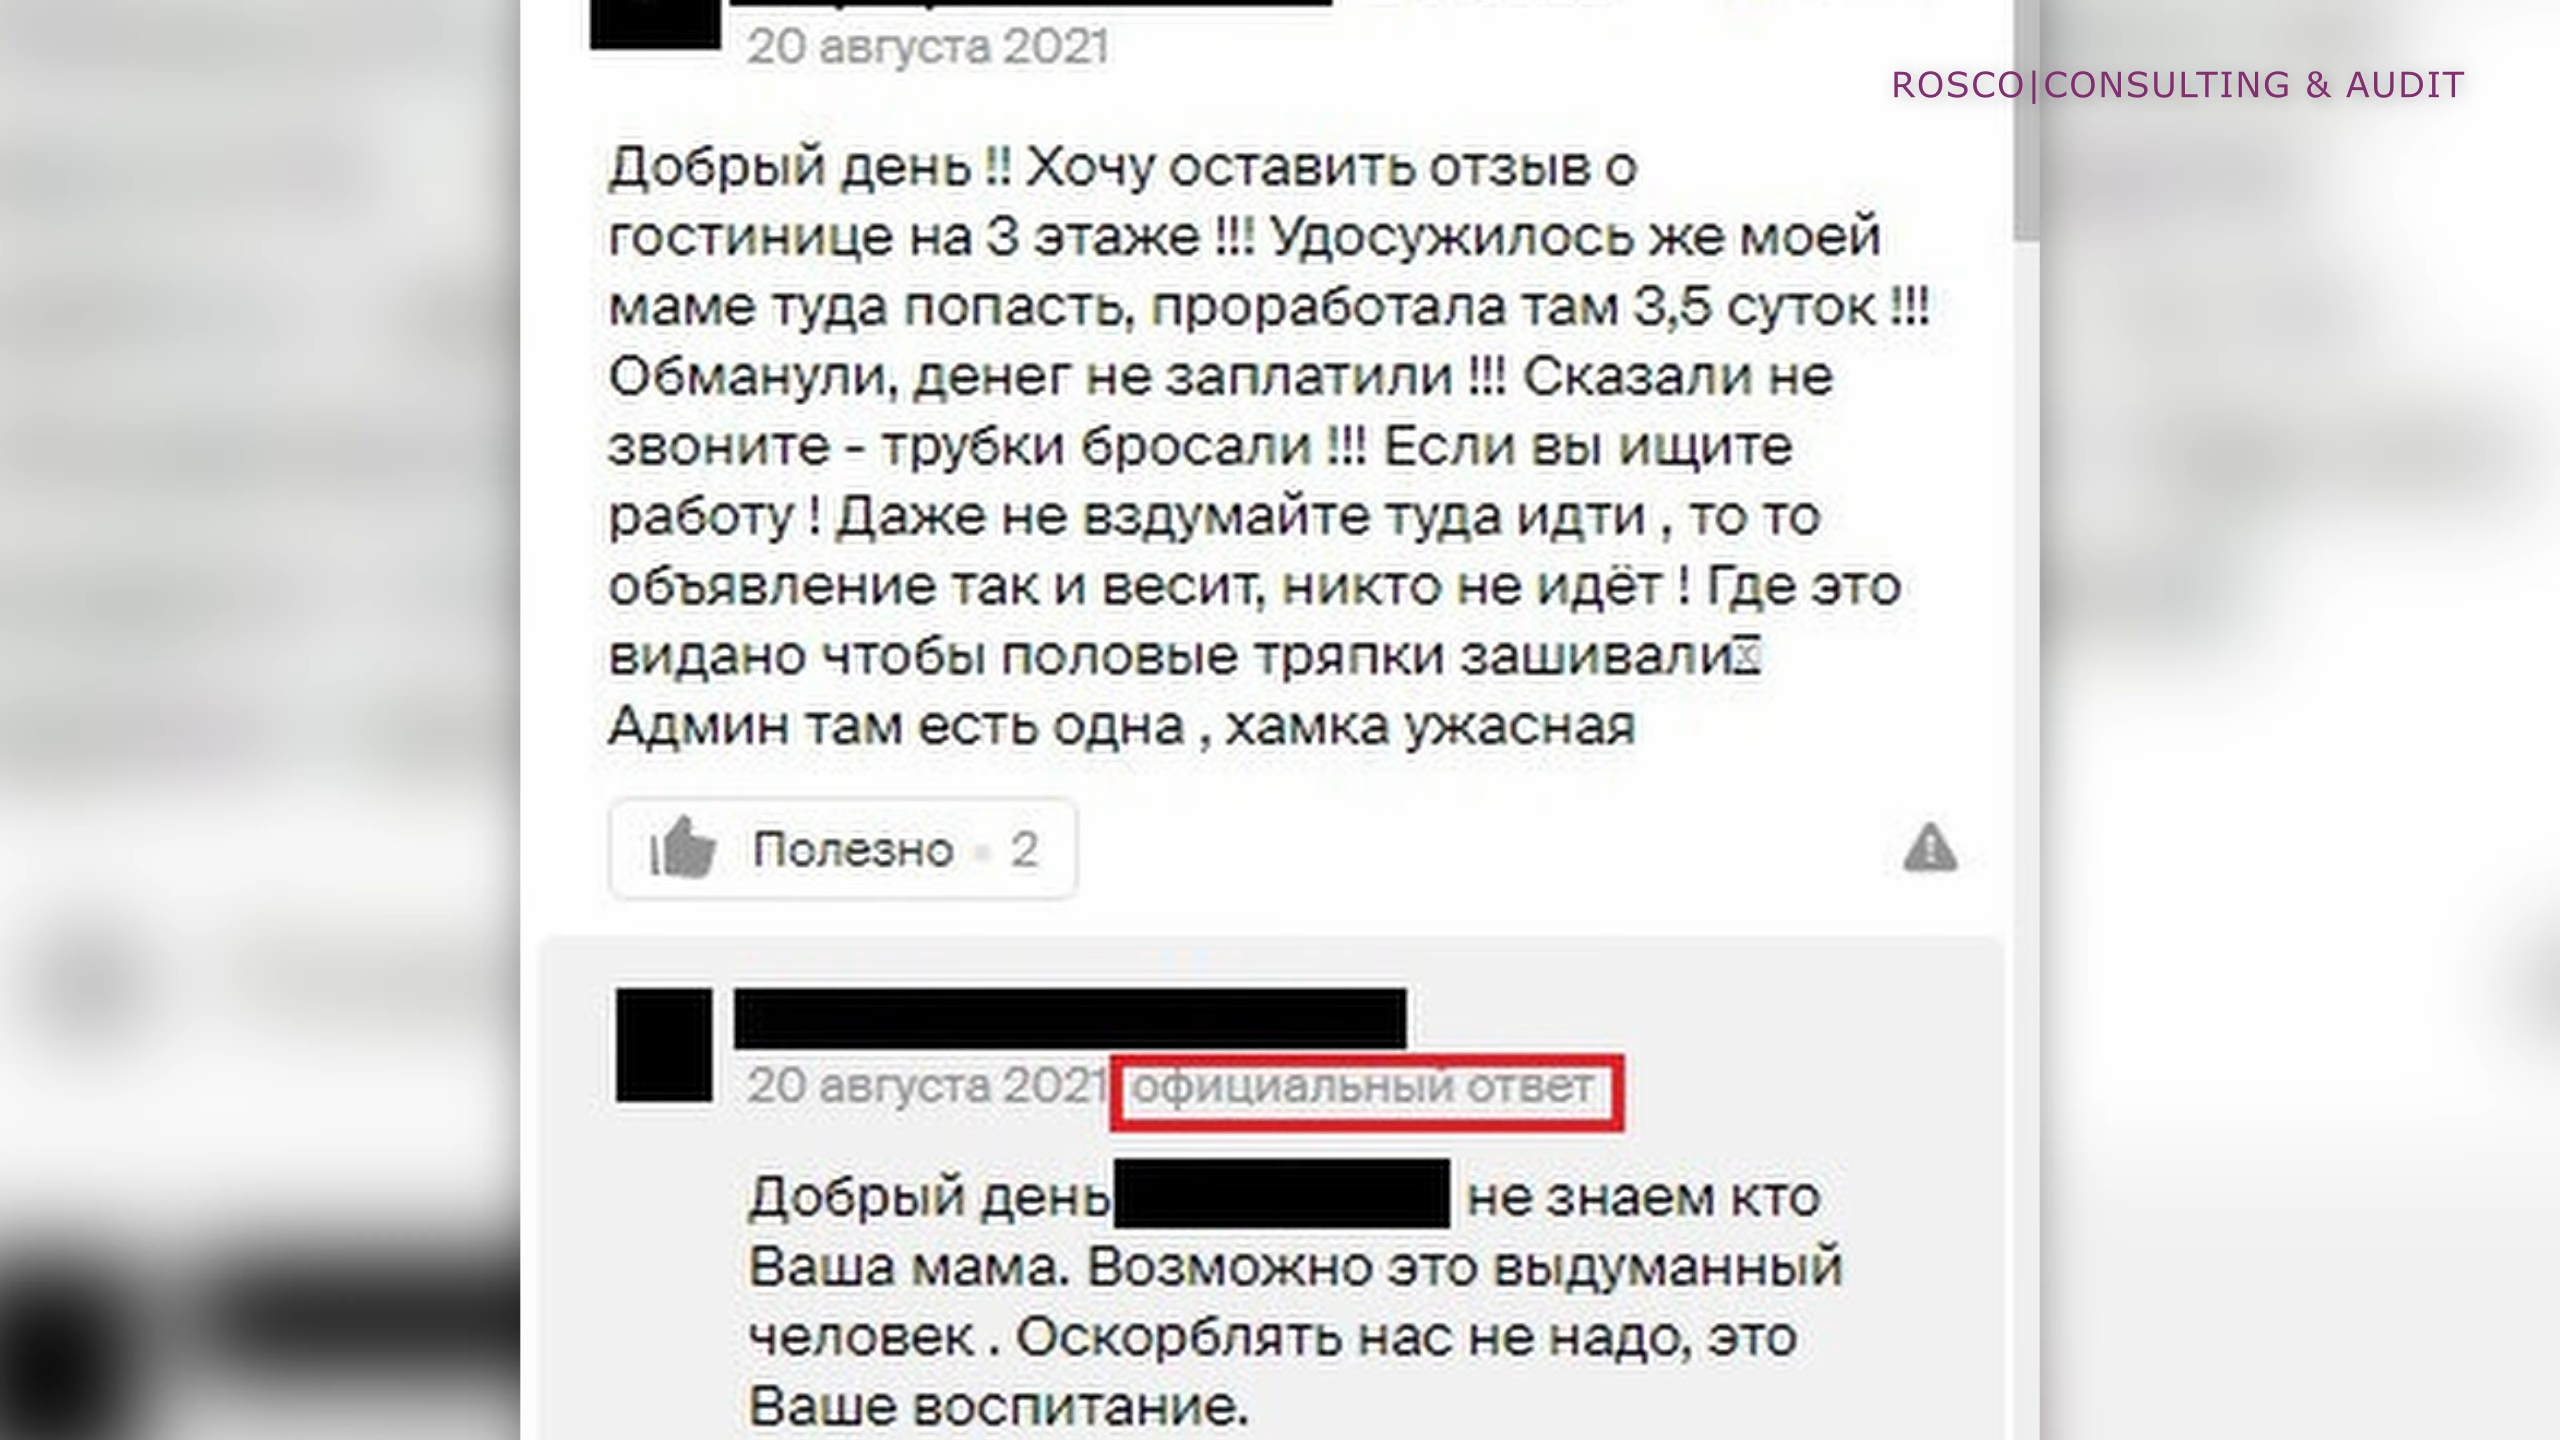 20 августа 2021
ROSCO|CONSULTING & AUDIT
Добрый день !! Хочу оставить отзыв о
гостинице на 3 этаже !!! Удосужилось же моей
маме туда попасть, проработала там 3,5 суток !!!
Обманули, денег не заплатили !!! Сказали не
звоните - трубки бросали !!! Если вы ищите
работу ! Даже не вздумайте туда идти , то то
объявление так и весит, никто не идёт ! Где это
видано чтобы половые тряпки зашивали
Админ там есть одна , хамка ужасная
Полезно 2
20 августа 2021 официальный ответ
Добрый день не знаем кто
Ваша мама. Возможно это выдуманный
человек . Оскорблять нас не надо, это
Ваше воспитание.